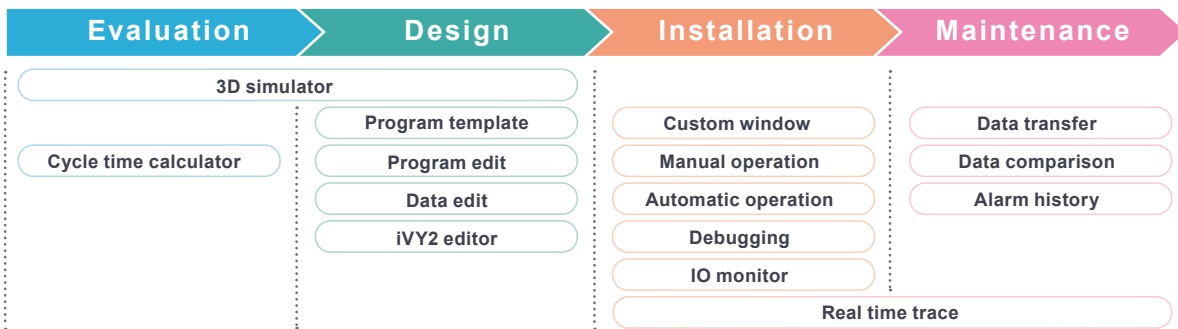 Evaluation Design Installation Maintenance
3D simulator
Program template Custom window Data transfer
Cycle time calculator Program edit Manual operation Data comparison
Data edit Automatic operation Alarm history
iVY2 editor Debugging
IO monitor
Real time trace